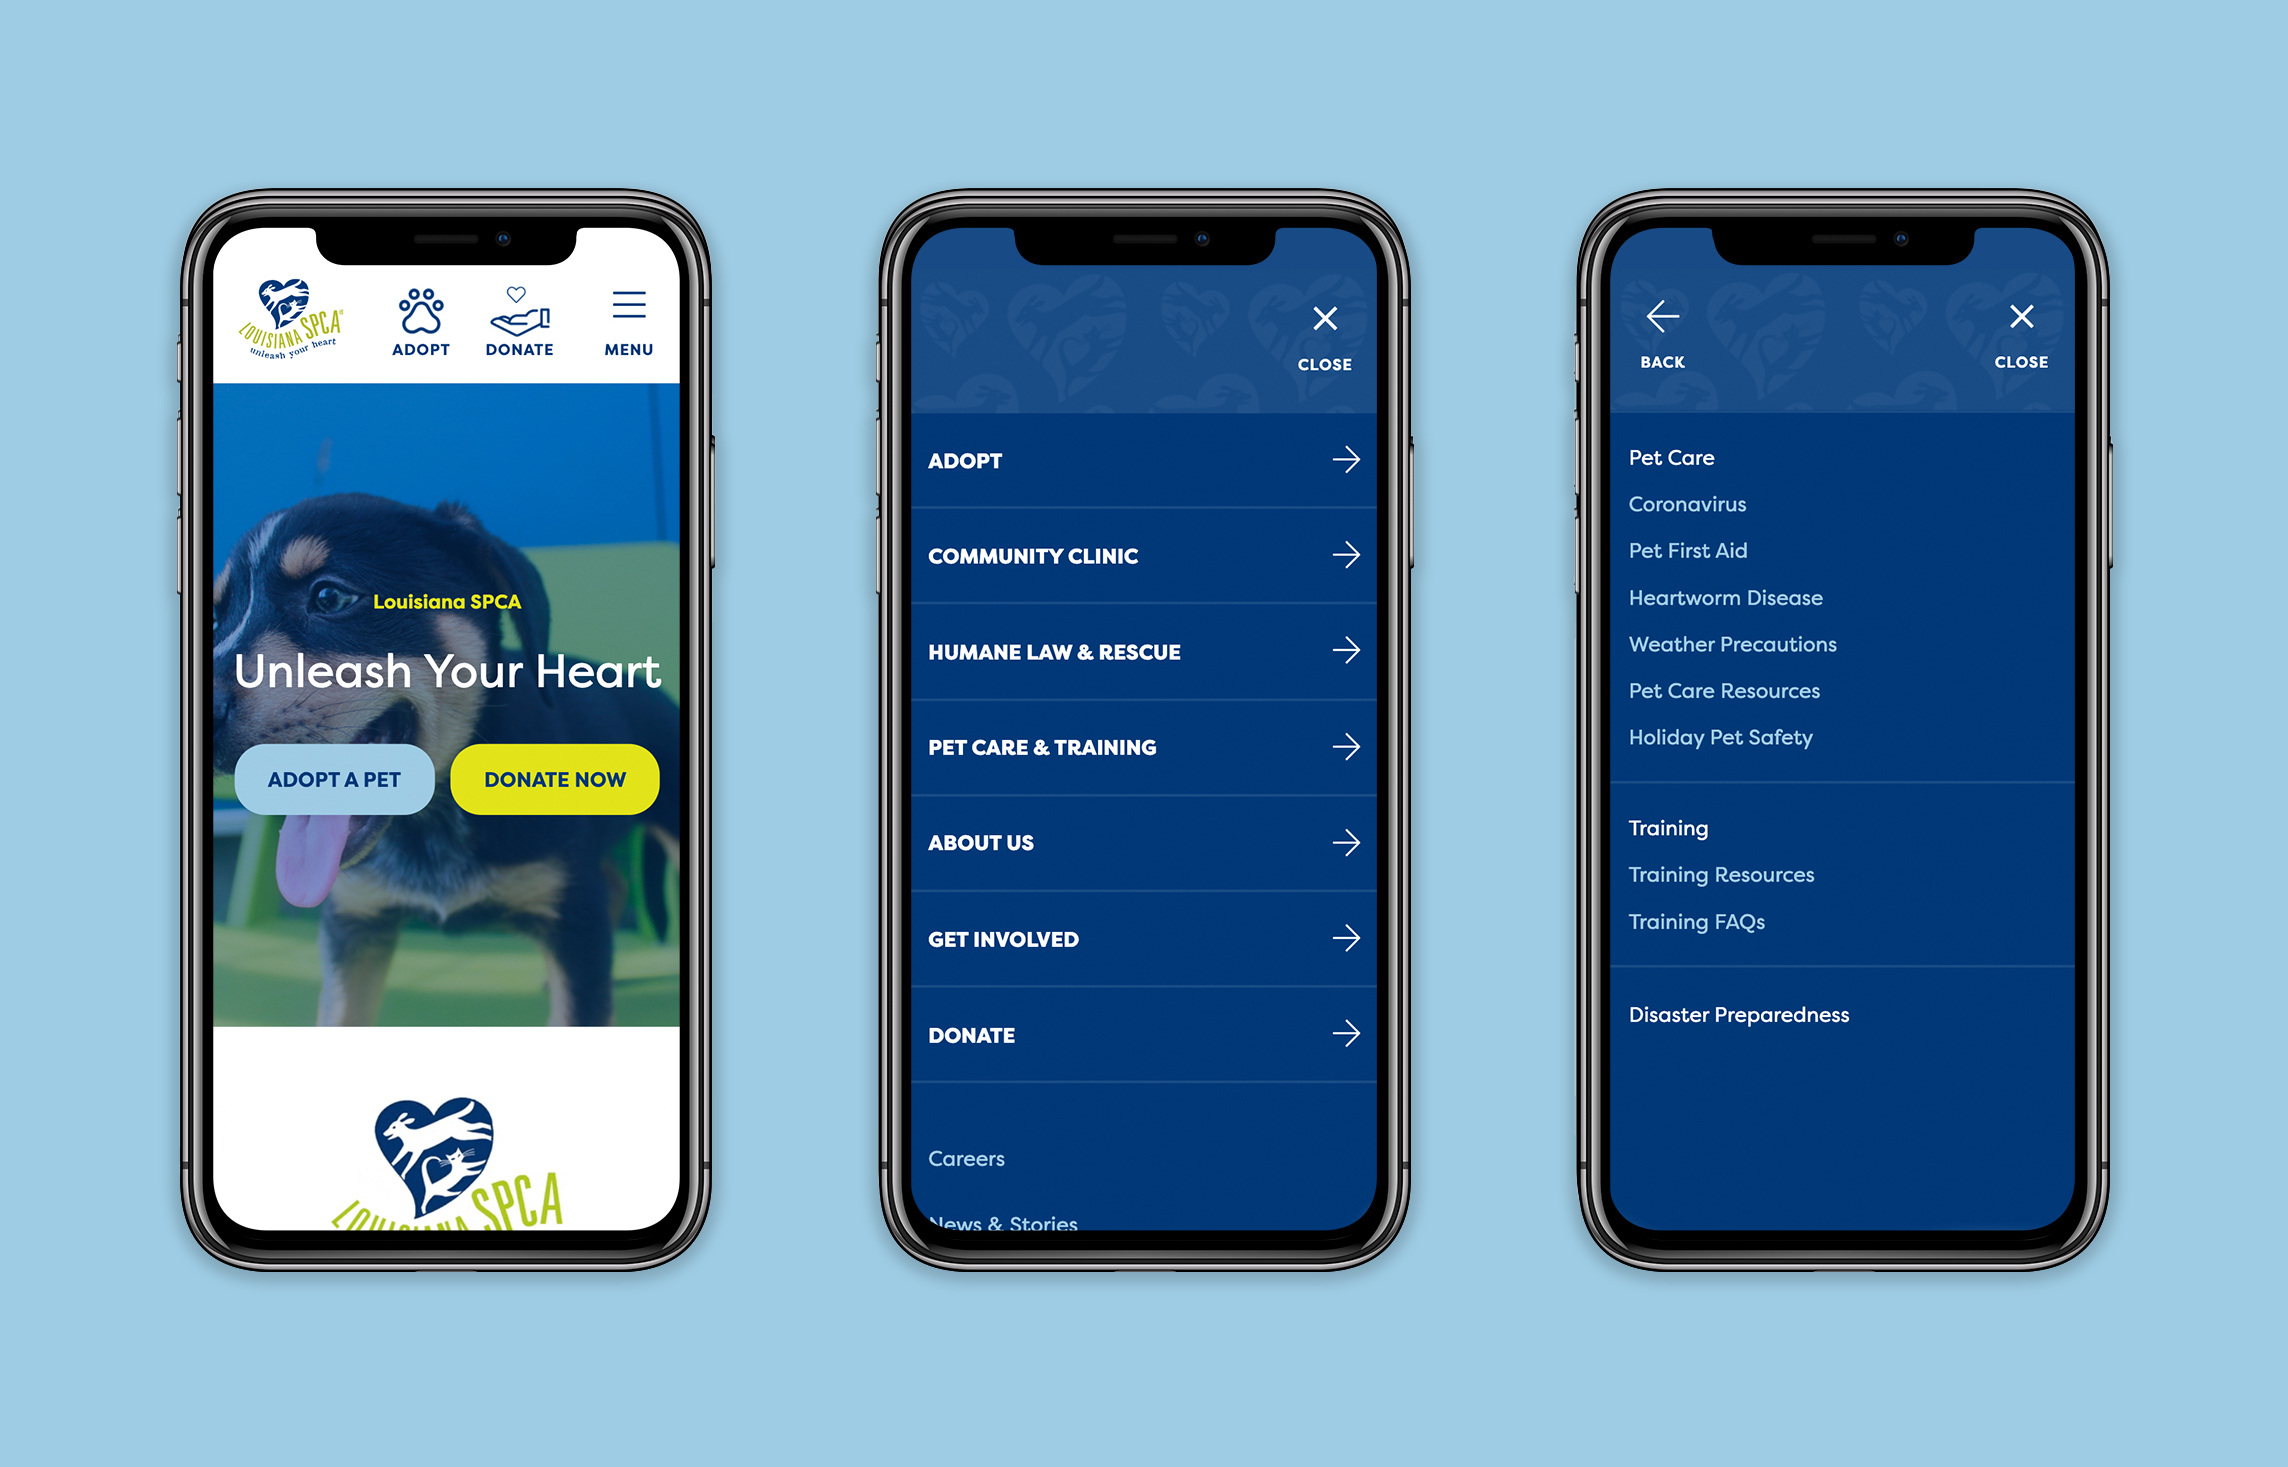 LOUISIANA SPCA®
unleash your heart
ADOPT
DONATE
MENU
Louisiana SPCA
Unleash Your Heart
ADOPT A PET
DONATE NOW
LOUISIANA SPCA
CLOSE
ADOPT
COMMUNITY CLINIC
HUMANE LAW & RESCUE
PET CARE & TRAINING
ABOUT US
GET INVOLVED
DONATE
Careers
News & Stories
BACK
CLOSE
Pet Care
Coronavirus
Pet First Aid
Heartworm Disease
Weather Precautions
Pet Care Resources
Holiday Pet Safety
Training
Training Resources
Training FAQs
Disaster Preparedness